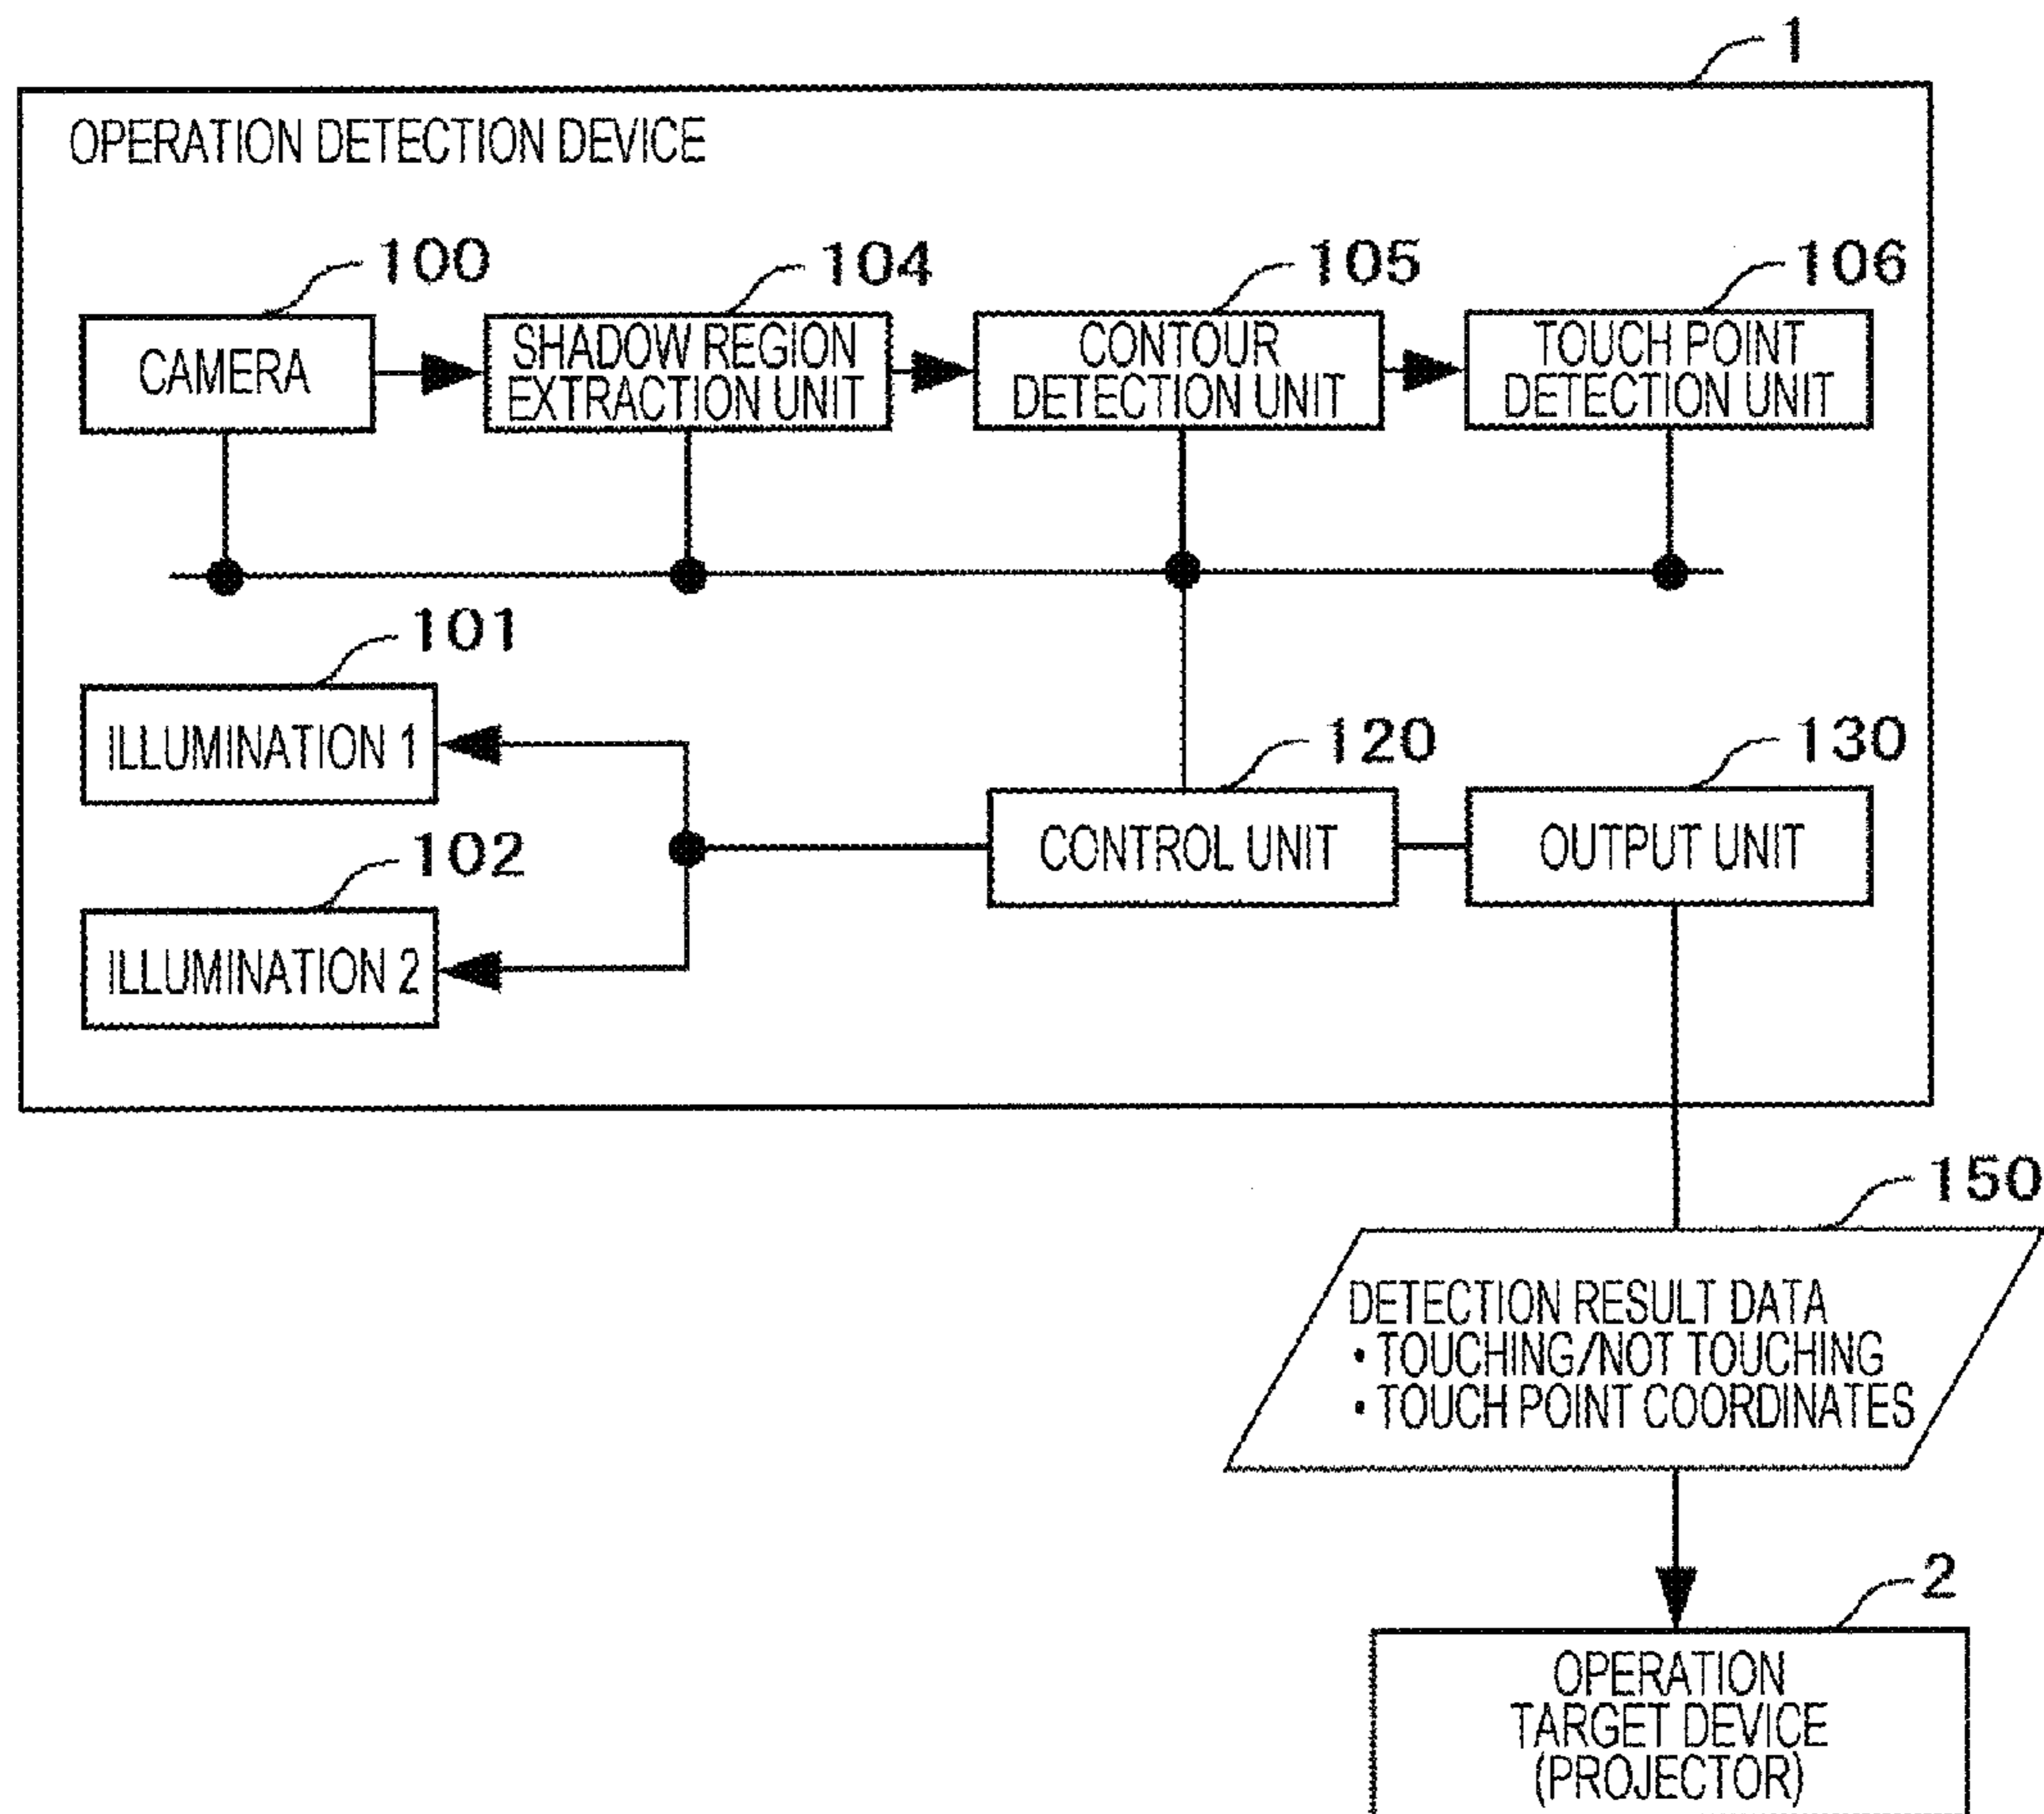 1
OPERATION DETECTION DEVICE
100
104
105
106
CAMERA
SHADOW REGION
EXTRACTION UNIT
CONTOUR
DETECTION UNIT
TOUCH POINT
DETECTION UNIT
101
ILLUMINATION 1
120
130
CONTROL UNIT
OUTPUT UNIT
102
ILLUMINATION 2
150
DETECTION RESULT DATA
• TOUCHING/NOT TOUCHING
• TOUCH POINT COORDINATES
2
OPERATION
TARGET DEVICE
(PROJECTOR)